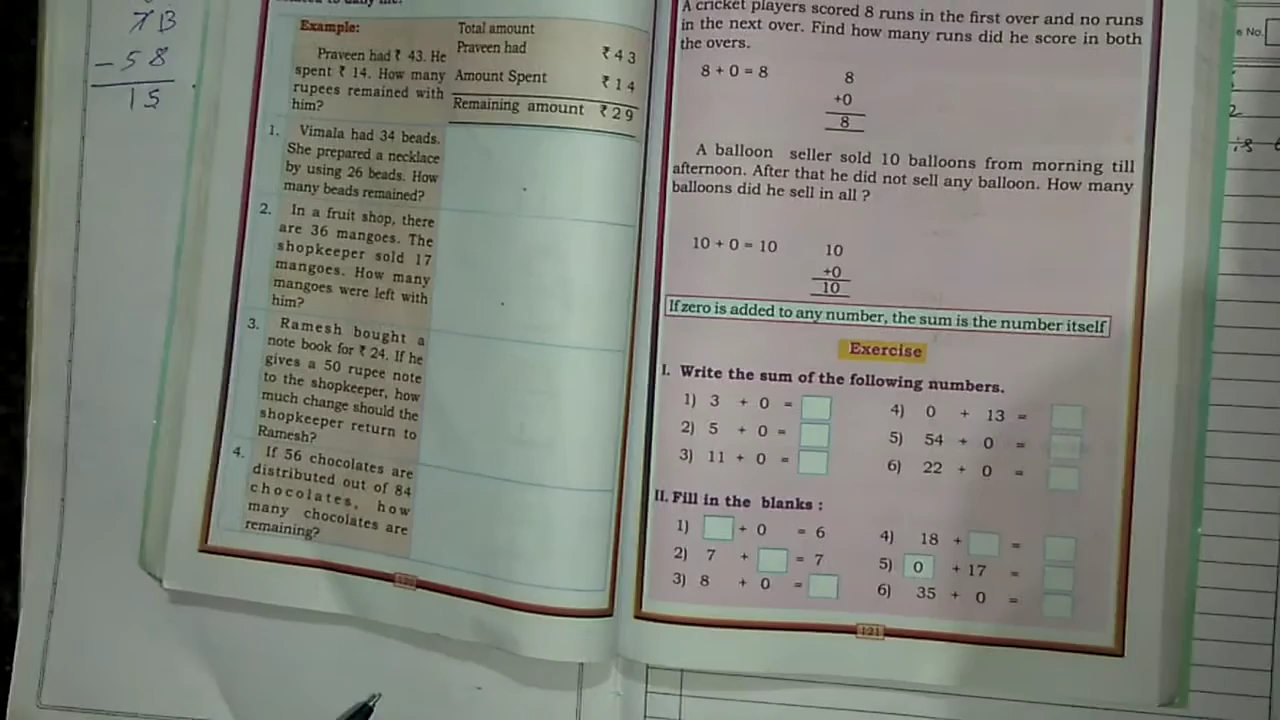 73
-58
15
Example:
Praveen had ₹ 43. He
spent ₹ 14. How many
rupees remained with
him?
Total amount
Praveen had ₹ 4 3
Amount Spent ₹ 1 4
Remaining amount ₹ 2 9
1. Vimala had 34 beads.
She prepared a necklace
by using 26 beads. How
many beads remained?
2. In a fruit shop, there
are 36 mangoes. The
shopkeeper sold 17
mangoes. How many
mangoes were left with
him?
3. Ramesh bought a
note book for ₹ 24. If he
gives a 50 rupee note
to the shopkeeper, how
much change should the
shopkeeper return to
Ramesh?
4. If 56 chocolates are
distributed out of 84
chocolates, how
many chocolates are
remaining?
120
A cricket players scored 8 runs in the first over and no runs
in the next over. Find how many runs did he score in both
the overs.
8 + 0 = 8
8
+0
8
A balloon seller sold 10 balloons from morning till
afternoon. After that he did not sell any balloon. How many
balloons did he sell in all ?
10 + 0 = 10
10
+0
10
If zero is added to any number, the sum is the number itself
Exercise
I. Write the sum of the following numbers.
1) 3 + 0 =
2) 5 + 0 =
3) 11 + 0 =
4) 0 + 13 =
5) 54 + 0 =
6) 22 + 0 =
II. Fill in the blanks :
1) + 0 = 6
2) 7 + = 7
3) 8 + 0 =
4) 18 + =
5) 0 + 17 =
6) 35 + 0 =
121
No.